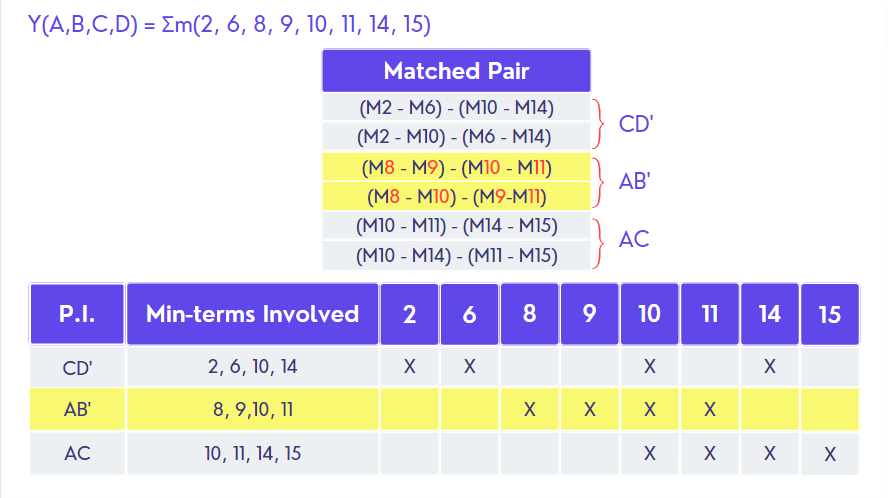 Y(A,B,C,D) = Σm(2, 6, 8, 9, 10, 11, 14, 15)
Matched Pair
(M2 - M6) - (M10 - M14)
(M2 - M10) - (M6 - M14)
CD'
(M8 - M9) - (M10 - M11)
(M8 - M10) - (M9-M11)
AB'
(M10 - M11) - (M14 - M15)
(M10 - M14) - (M11 - M15)
AC
P.I. Min-terms Involved 2 6 8 9 10 11 14 15
CD' 2, 6, 10, 14 X X X X
AB' 8, 9,10, 11 X X X X
AC 10, 11, 14, 15 X X X X